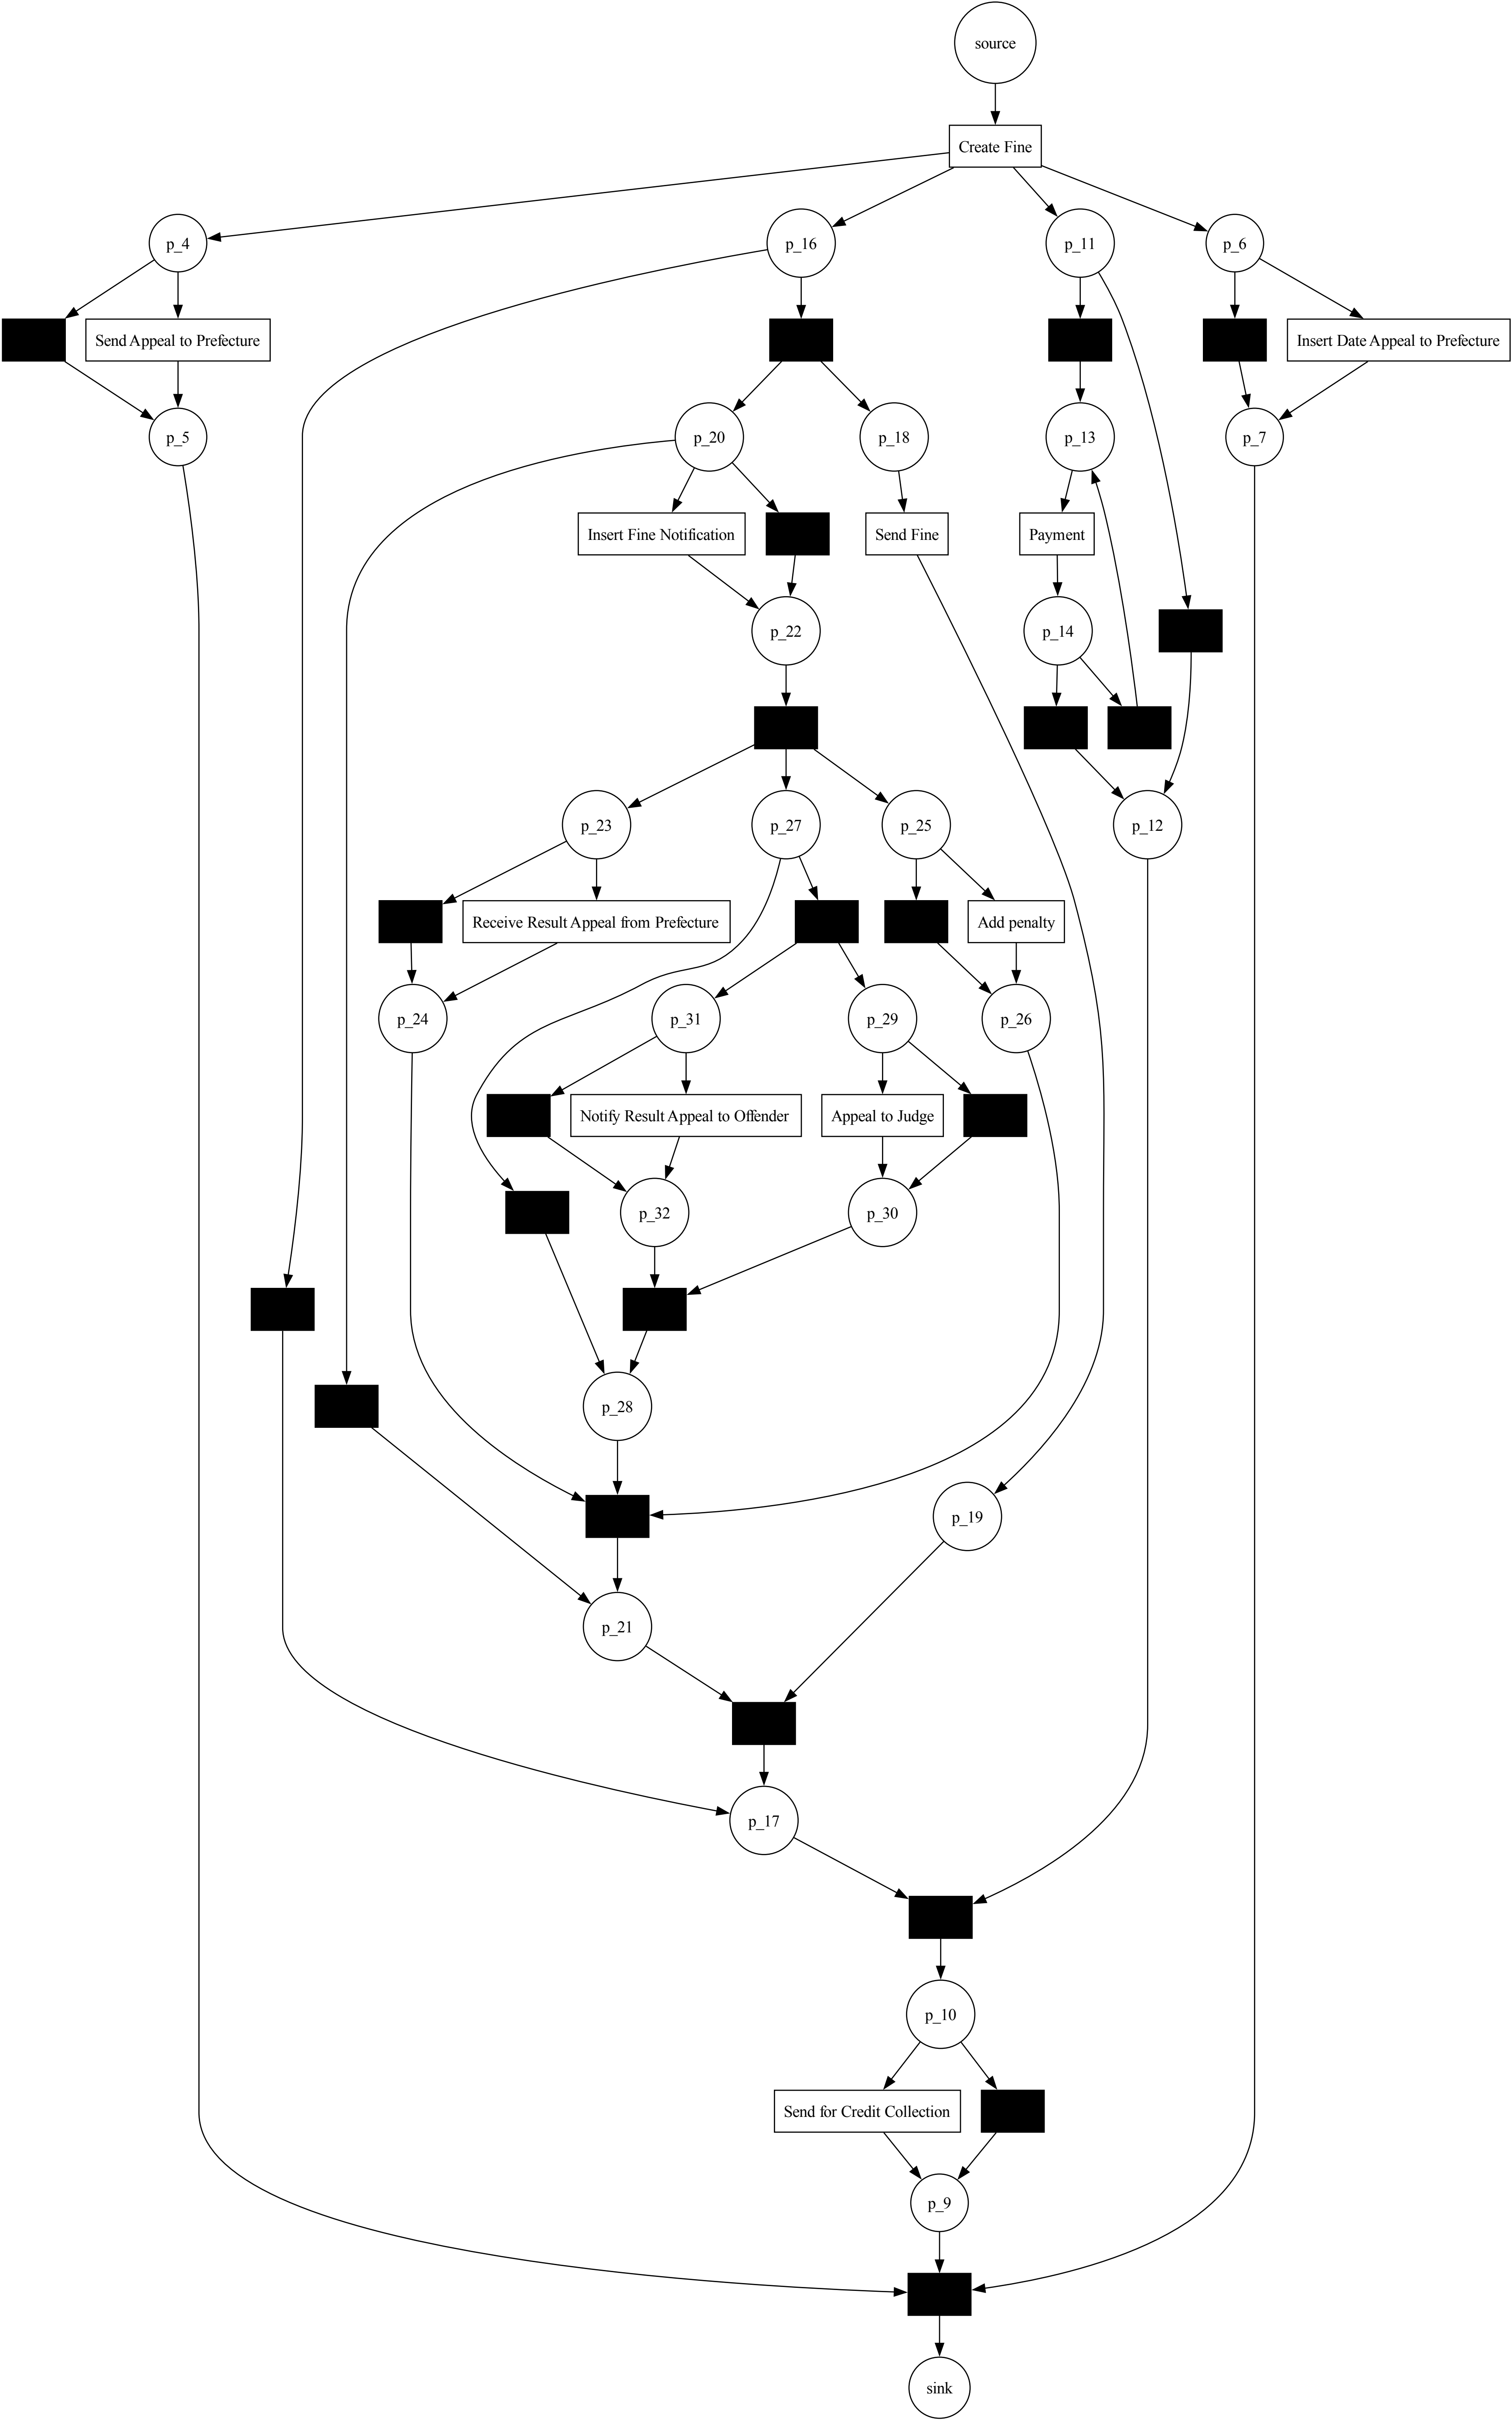 source
Create Fine
p_4
p_16
p_11
p_6
Send Appeal to Prefecture
Insert Date Appeal to Prefecture
p_5
p_20
p_18
p_13
p_7
Insert Fine Notification
Send Fine
Payment
p_22
p_14
p_23
p_27
p_25
p_12
Receive Result Appeal from Prefecture
Add penalty
p_24
p_31
p_29
p_26
Notify Result Appeal to Offender
Appeal to Judge
p_32
p_30
p_28
p_19
p_21
p_17
p_10
Send for Credit Collection
p_9
sink